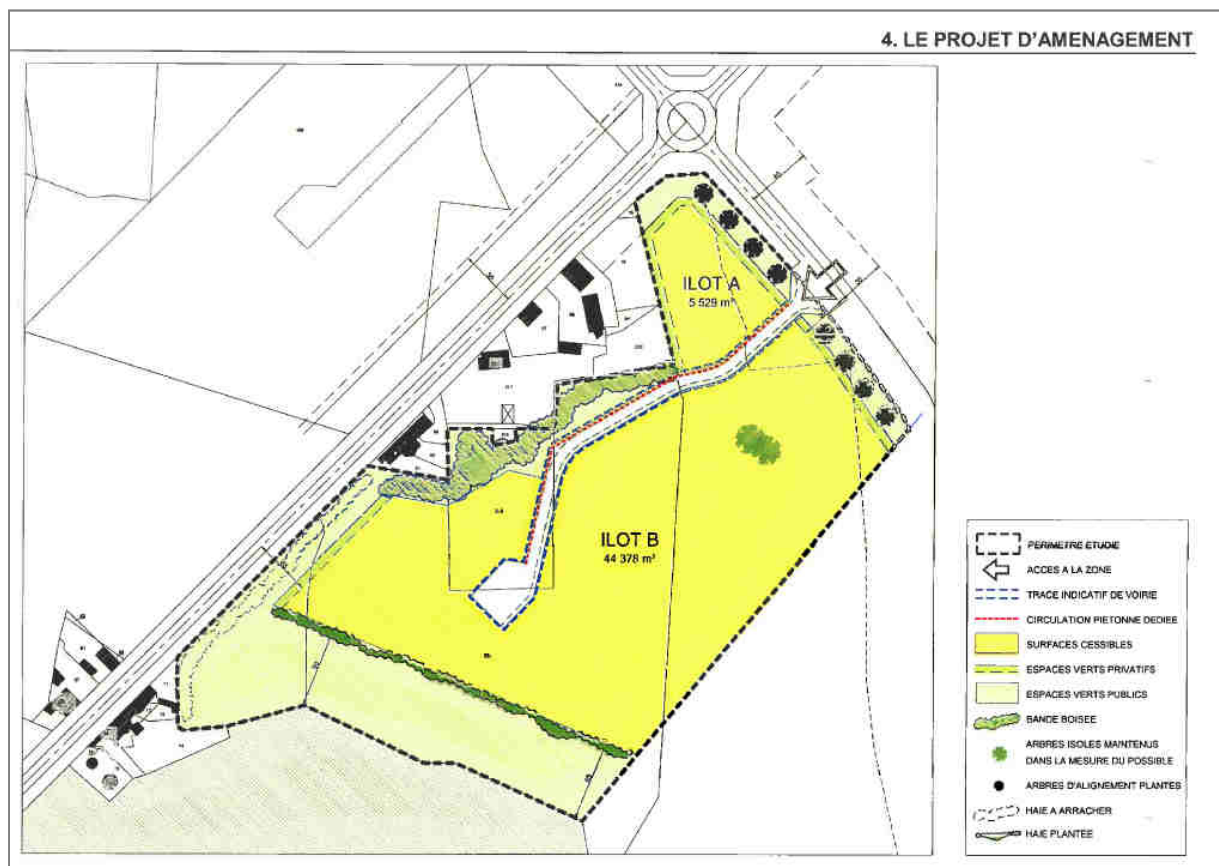 4. LE PROJET D'AMENAGEMENT
ILOT A
5 529 m²
ILOT B
44 378 m²
PERIMETRE ETUDIE
ACCES A LA ZONE
TRACE INDICATIF DE VOIRIE
CIRCULATION PIETONNE DEDIEE
SURFACES CESSIBLES
ESPACES VERTS PRIVATIFS
ESPACES VERTS PUBLICS
BANDE BOISEE
ARBRES ISOLES MAINTENUS
DANS LA MESURE DU POSSIBLE
ARBRES D'ALIGNEMENT PLANTES
HAIE A ARRACHER
HAIE PLANTEE